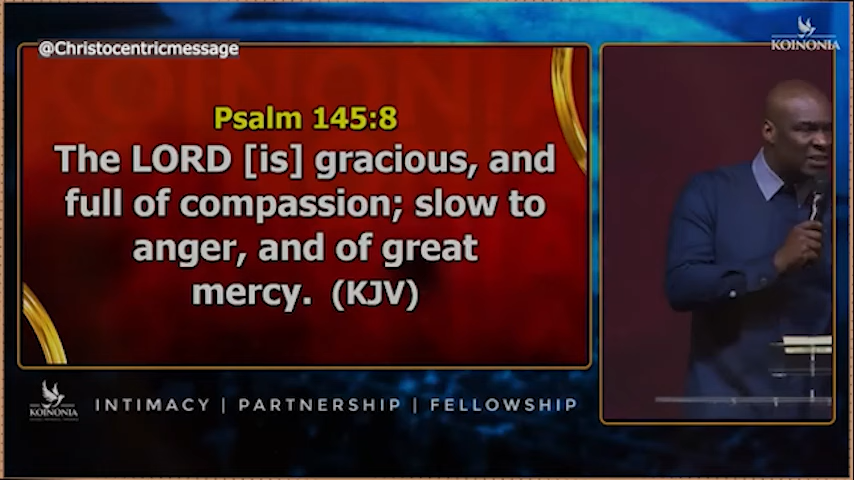 @Christocentricmessage
KOINONIA
Psalm 145:8
The LORD [is] gracious, and
full of compassion; slow to
anger, and of great
mercy. (KJV)
KOINONIA
INTIMACY | PARTNERSHIP | FELLOWSHIP